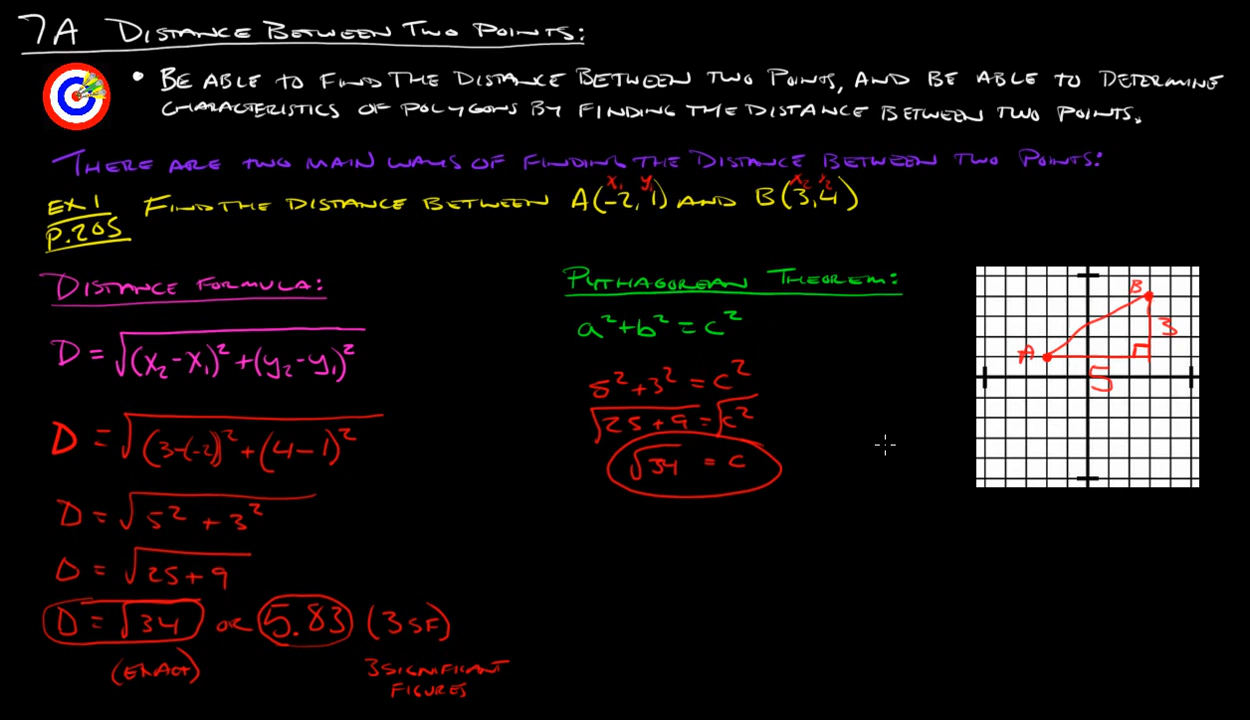 7A DISTANCE BETWEEN TWO POINTS:
• BE ABLE TO FIND THE DISTANCE BETWEEN TWO POINTS, AND BE ABLE TO DETERMINE
CHARACTERISTICS OF POLYGONS BY FINDING THE DISTANCE BETWEEN TWO POINTS.
THERE ARE TWO MAIN WAYS OF FINDING THE DISTANCE BETWEEN TWO POINTS:
x₁ y₁ x₂ y₂
EX 1 FIND THE DISTANCE BETWEEN A(-2,1) AND B(3,4)
P.205
DISTANCE FORMULA:
D = √(x₂-x₁)²+(y₂-y₁)²
D = √(3-(-2))²+(4-1)²
D = √5² + 3²
D = √25+9
D = √34 OR 5.83 (3SF)
(EXACT) 3 SIGNIFICANT
FIGURES
PYTHAGOREAN THEOREM:
a²+b²=c²
5²+3²=c²
√25+9=√c²
√34 = c
B
3
A
5